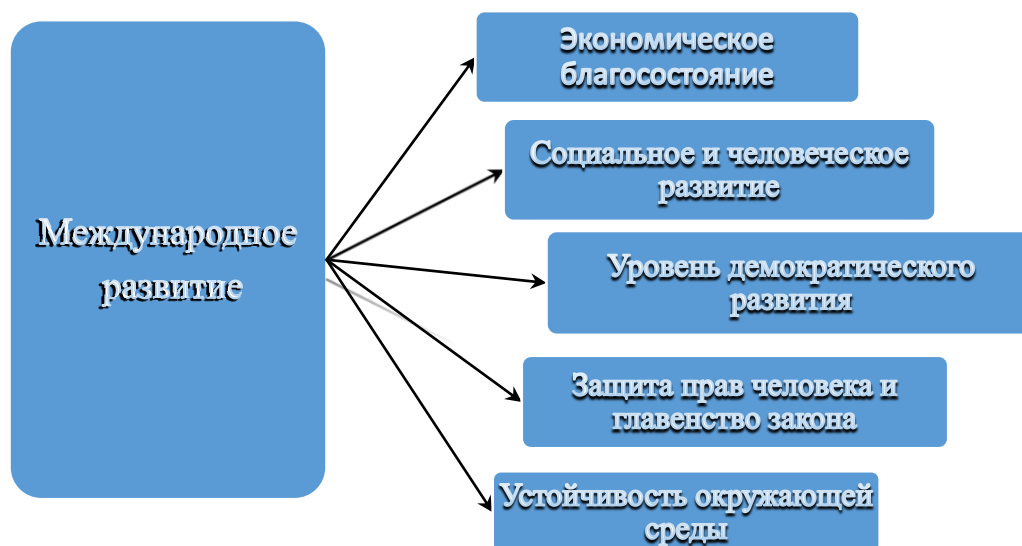 Международное
развитие
Экономическое
благосостояние
Социальное и человеческое
развитие
Уровень демократического
развития
Защита прав человека и
главенство закона
Устойчивость окружающей
среды